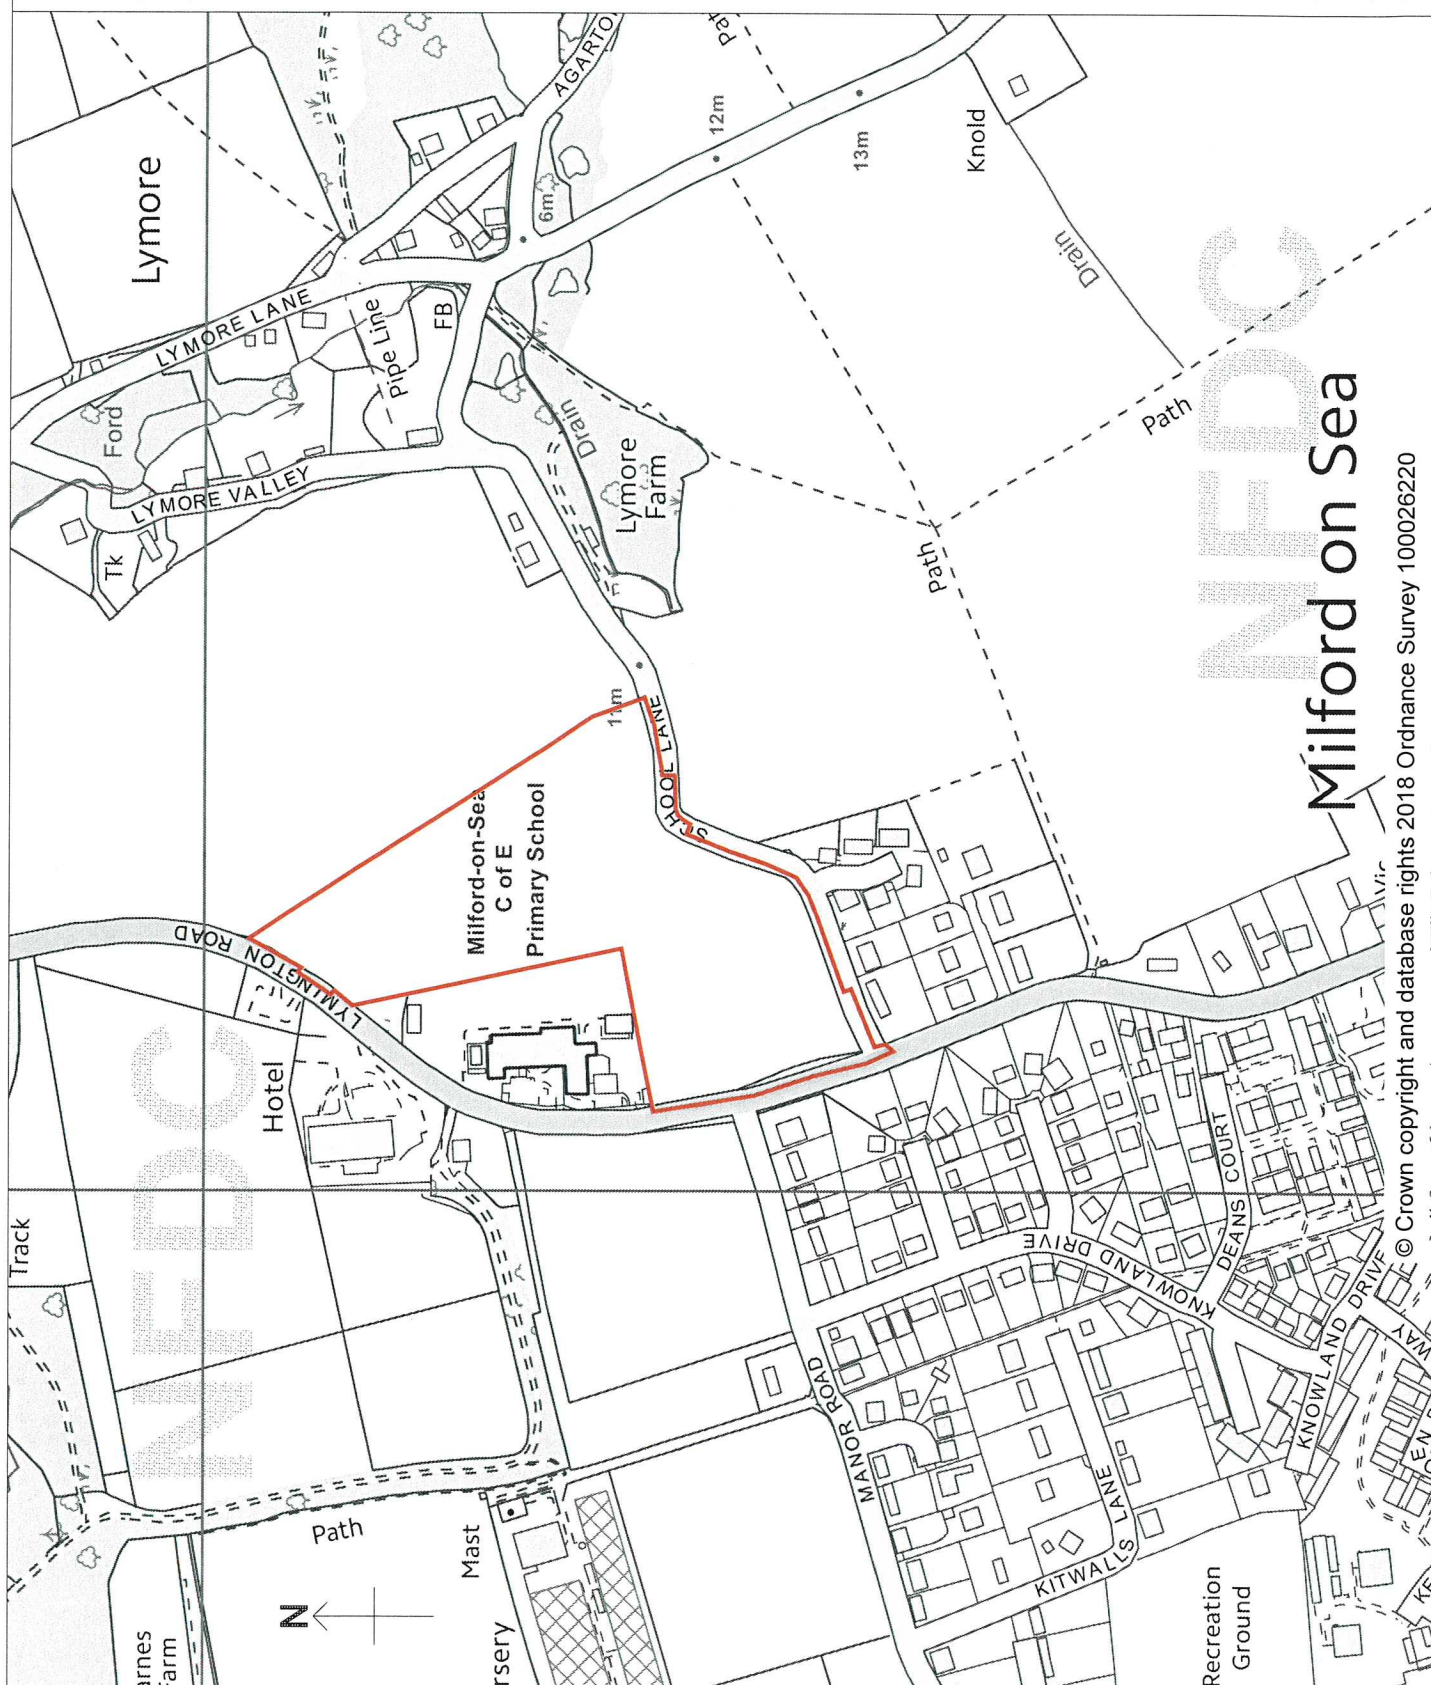 Track
NFDC
Hotel
LYMINGTON ROAD
Milford-on-Sea
C of E
Primary School
Lymore
LYMORE LANE
Ford
Tk
LYMORE VALLEY
Pipe Line
FB
Drain
Lymore
Farm
6m
12m
13m
Knold
Drain
Path
Path
11m
SCHOOL LANE
Path
Mast
N
MANOR ROAD
KNOWLAND DRIVE
DEANS COURT
KNOWLAND DRIVE
WAY
KITWALLS LANE
Recreation
Ground
NFDC
Milford on Sea
© Crown copyright and database rights 2018 Ordnance Survey 100026220